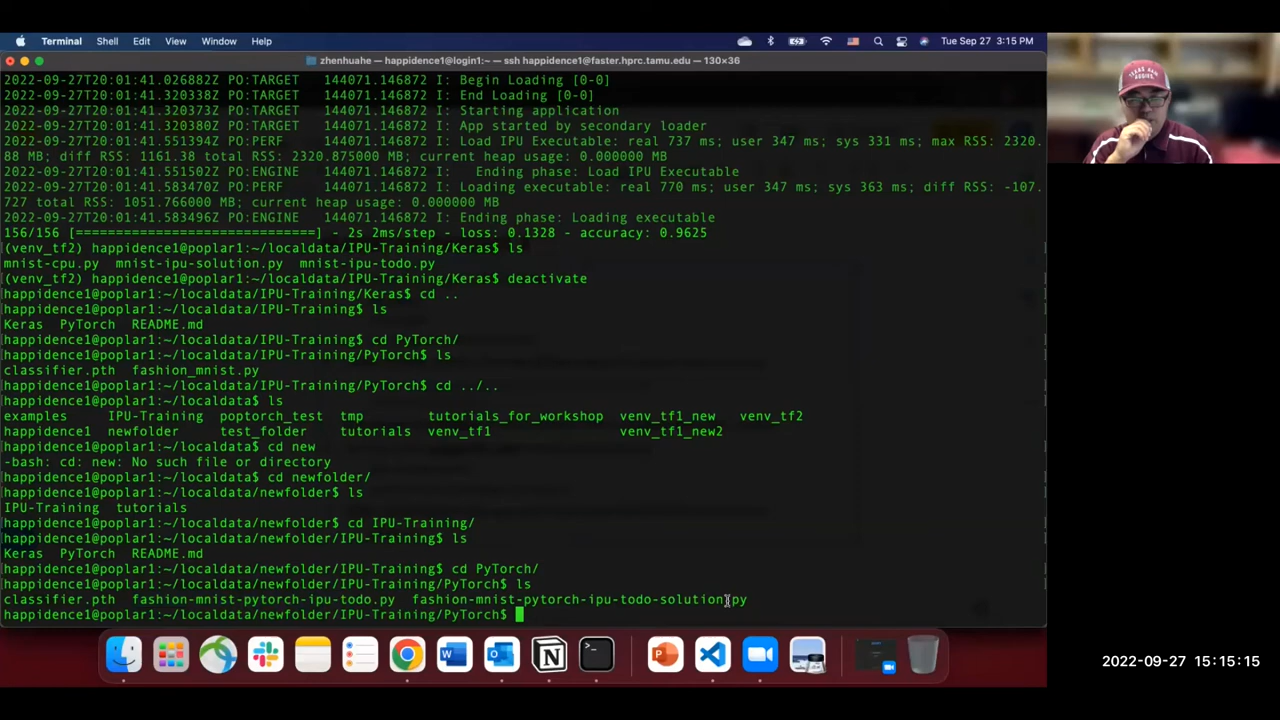 Terminal Shell Edit View Window Help Tue Sep 27 3:15 PM
zhenhuahe — happidence1@login1:~ — ssh happidence1@faster.hprc.tamu.edu — 130×36
2022-09-27T20:01:41.026882Z PO:TARGET 144071.146872 I: Begin Loading [0-0]
2022-09-27T20:01:41.320338Z PO:TARGET 144071.146872 I: End Loading [0-0]
2022-09-27T20:01:41.320373Z PO:TARGET 144071.146872 I: Starting application
2022-09-27T20:01:41.320380Z PO:TARGET 144071.146872 I: App started by secondary loader
2022-09-27T20:01:41.551394Z PO:PERF 144071.146872 I: Load IPU Executable: real 737 ms; user 347 ms; sys 331 ms; max RSS: 2320.
88 MB; diff RSS: 1161.38 total RSS: 2320.875000 MB; current heap usage: 0.000000 MB
2022-09-27T20:01:41.551502Z PO:ENGINE 144071.146872 I: Ending phase: Load IPU Executable
2022-09-27T20:01:41.583470Z PO:PERF 144071.146872 I: Loading executable: real 770 ms; user 347 ms; sys 363 ms; diff RSS: -107.
727 total RSS: 1051.766000 MB; current heap usage: 0.000000 MB
2022-09-27T20:01:41.583496Z PO:ENGINE 144071.146872 I: Ending phase: Loading executable
156/156 [==============================] - 2s 2ms/step - loss: 0.1328 - accuracy: 0.9625
(venv_tf2) happidence1@poplar1:~/localdata/IPU-Training/Keras$ ls
mnist-cpu.py mnist-ipu-solution.py mnist-ipu-todo.py
(venv_tf2) happidence1@poplar1:~/localdata/IPU-Training/Keras$ deactivate
happidence1@poplar1:~/localdata/IPU-Training/Keras$ cd ..
happidence1@poplar1:~/localdata/IPU-Training$ ls
Keras PyTorch README.md
happidence1@poplar1:~/localdata/IPU-Training$ cd PyTorch/
happidence1@poplar1:~/localdata/IPU-Training/PyTorch$ ls
classifier.pth fashion_mnist.py
happidence1@poplar1:~/localdata/IPU-Training/PyTorch$ cd ../..
happidence1@poplar1:~/localdata$ ls
examples IPU-Training poptorch_test tmp tutorials_for_workshop venv_tf1_new venv_tf2
happidence1 newfolder test_folder tutorials venv_tf1 venv_tf1_new2
happidence1@poplar1:~/localdata$ cd new
-bash: cd: new: No such file or directory
happidence1@poplar1:~/localdata$ cd newfolder/
happidence1@poplar1:~/localdata/newfolder$ ls
IPU-Training tutorials
happidence1@poplar1:~/localdata/newfolder$ cd IPU-Training/
happidence1@poplar1:~/localdata/newfolder/IPU-Training$ ls
Keras PyTorch README.md
happidence1@poplar1:~/localdata/newfolder/IPU-Training$ cd PyTorch/
happidence1@poplar1:~/localdata/newfolder/IPU-Training/PyTorch$ ls
classifier.pth fashion-mnist-pytorch-ipu-todo.py fashion-mnist-pytorch-ipu-todo-solution.py
happidence1@poplar1:~/localdata/newfolder/IPU-Training/PyTorch$
2022-09-27 15:15:15